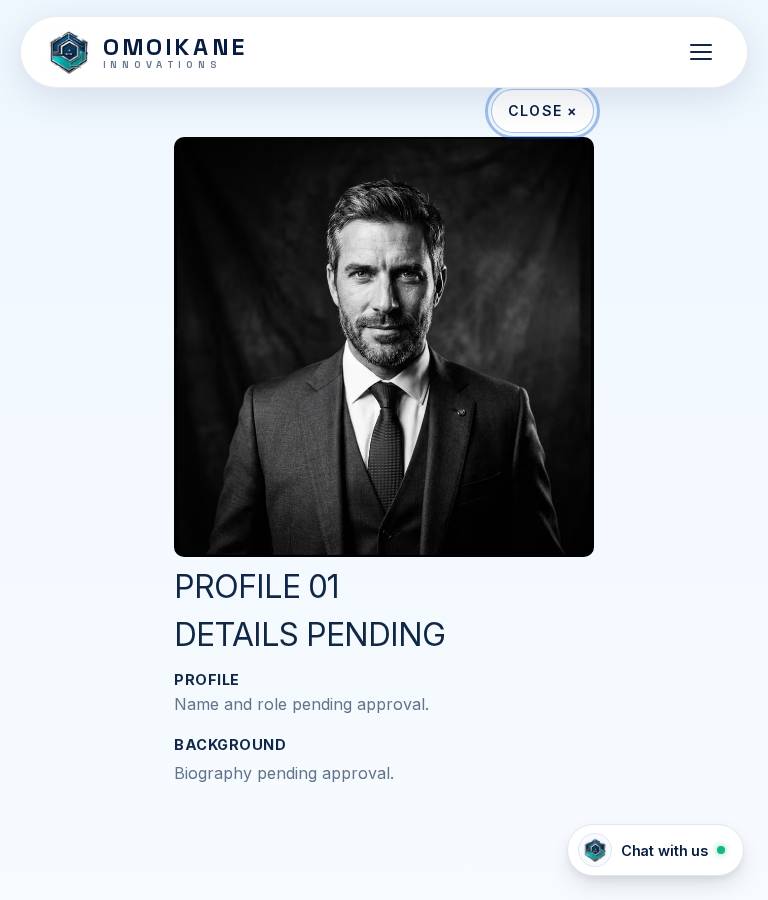 OMOIKANE
INNOVATIONS
CLOSE ×
PROFILE 01
DETAILS PENDING
PROFILE
Name and role pending approval.
BACKGROUND
Biography pending approval.
Chat with us